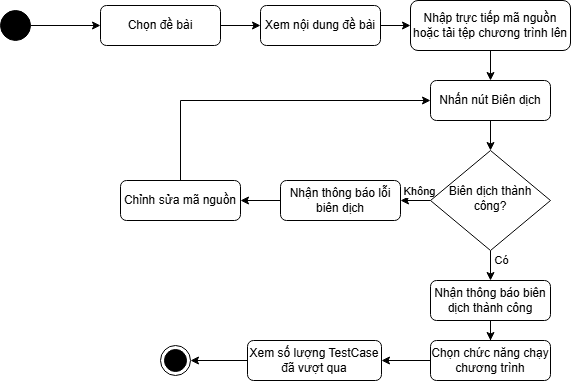 Chọn đề bài
Xem nội dung đề bài
Nhập trực tiếp mã nguồn
hoặc tải tệp chương trình lên
Nhấn nút Biên dịch
Biên dịch thành
công?
Không
Nhận thông báo lỗi
biên dịch
Chỉnh sửa mã nguồn
Có
Nhận thông báo biên
dịch thành công
Chọn chức năng chạy
chương trình
Xem số lượng TestCase
đã vượt qua